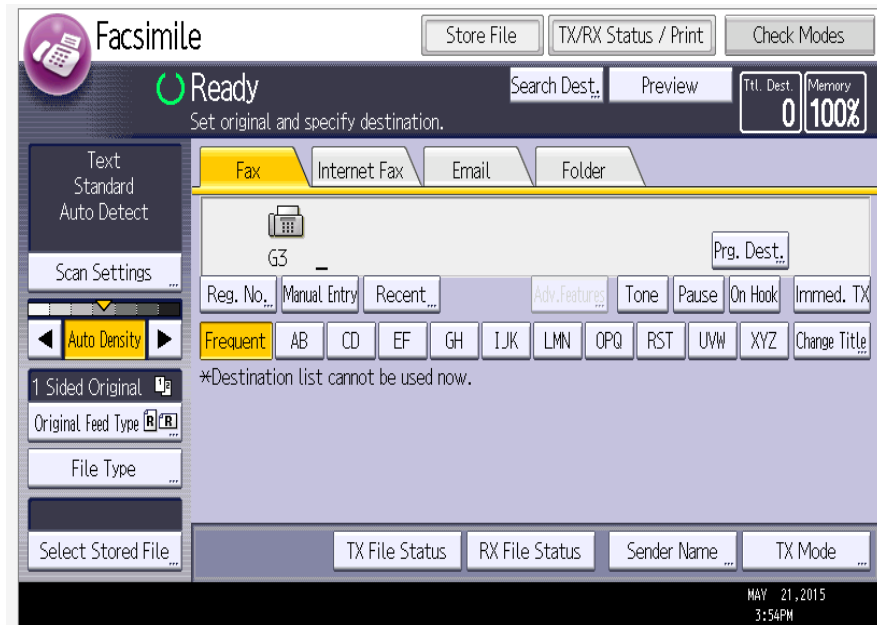 Facsimile
Store File
TX/RX Status / Print
Check Modes
Ready
Search Dest.
Preview
Ttl. Dest.
0
Memory
100%
Set original and specify destination.
Text
Standard
Auto Detect
Scan Settings
Auto Density
1 Sided Original
Original Feed Type
R R
File Type
Select Stored File
Fax
Internet Fax
Email
Folder
G3 _
Prg. Dest.
Reg. No.
Manual Entry
Recent
Adv.Features
Tone
Pause
On Hook
Immed. TX
Frequent
AB
CD
EF
GH
IJK
LMN
OPQ
RST
UVW
XYZ
Change Title
*Destination list cannot be used now.
TX File Status
RX File Status
Sender Name
TX Mode
MAY 21,2015
3:54PM